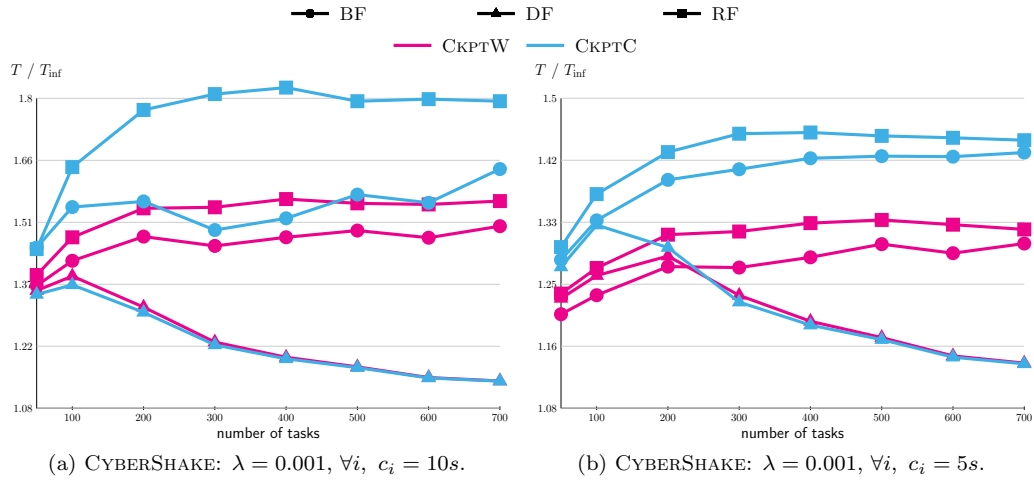 BF DF RF
CKPTW CKPTC
T / T_inf
1.8
1.66
1.51
1.37
1.22
1.08
100 200 300 400 500 600 700
number of tasks
(a) CYBERSHAKE: λ = 0.001, ∀i, c_i = 10s.
T / T_inf
1.5
1.42
1.33
1.25
1.16
1.08
100 200 300 400 500 600 700
number of tasks
(b) CYBERSHAKE: λ = 0.001, ∀i, c_i = 5s.